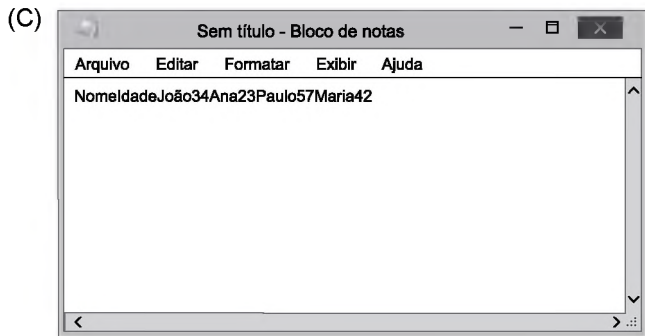 (C)
Sem título - Bloco de notas
Arquivo Editar Formatar Exibir Ajuda
NomeIdadeJoão34Ana23Paulo57Maria42